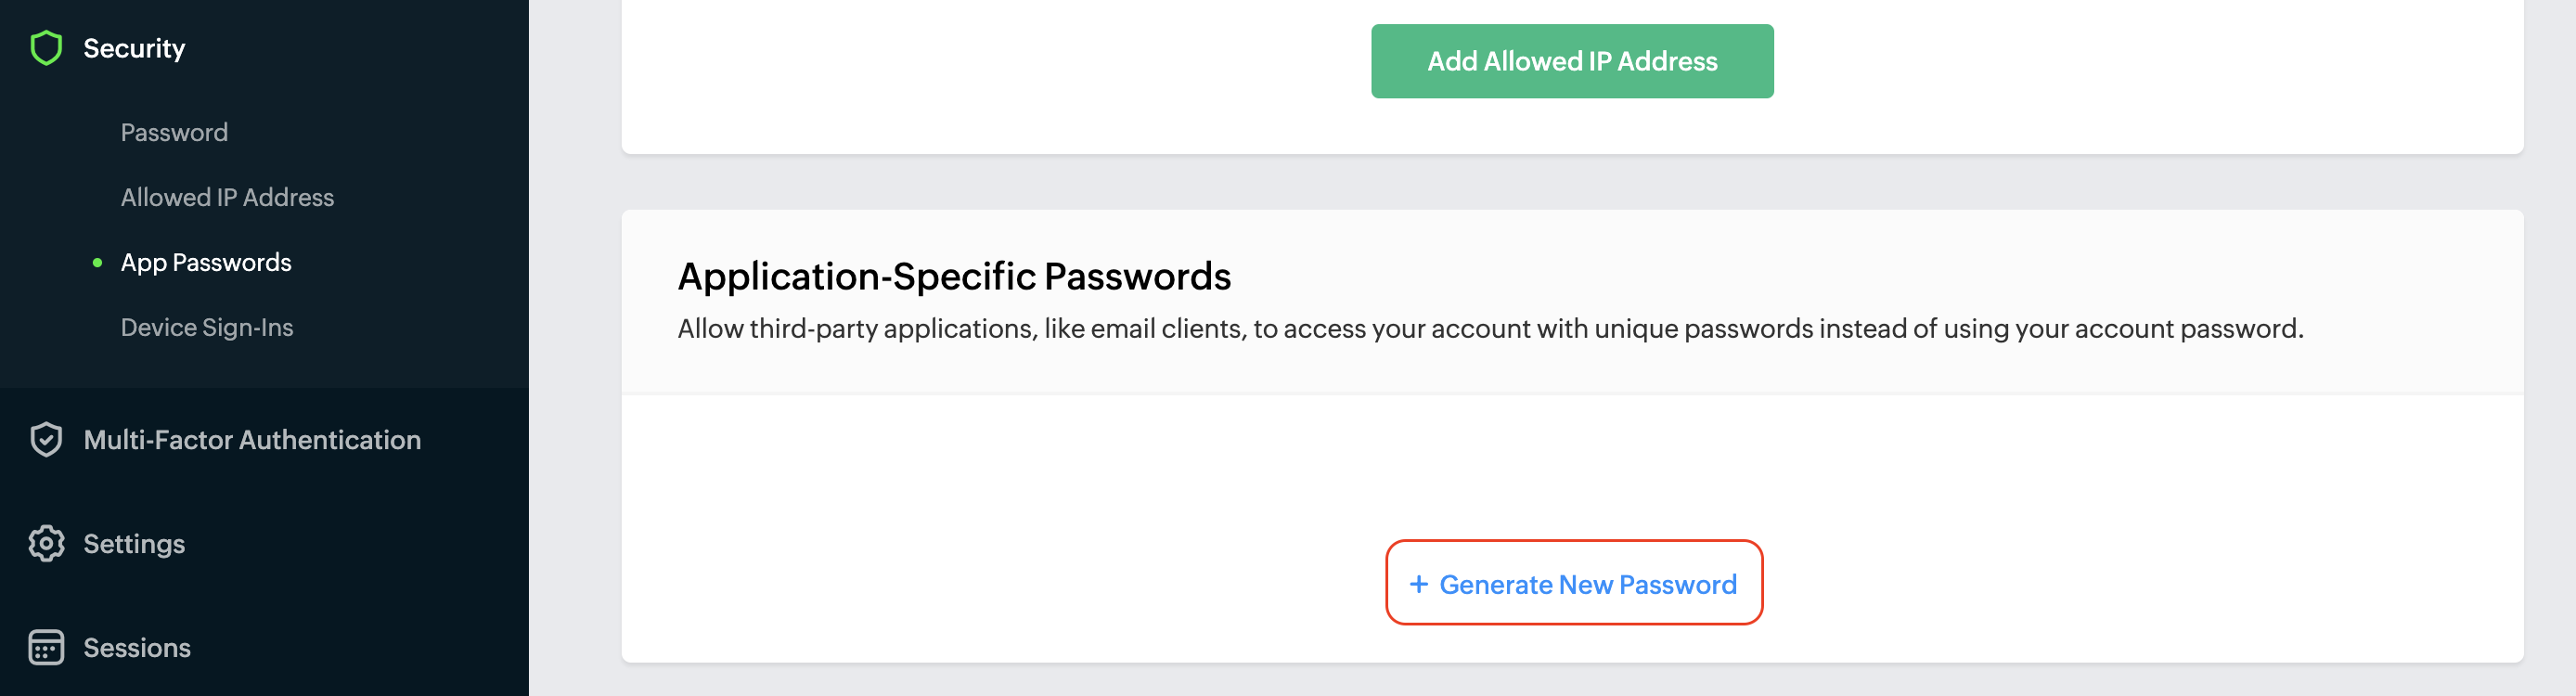 Security
Password
Allowed IP Address
App Passwords
Device Sign-Ins
Multi-Factor Authentication
Settings
Sessions
Add Allowed IP Address
Application-Specific Passwords
Allow third-party applications, like email clients, to access your account with unique passwords instead of using your account password.
+ Generate New Password